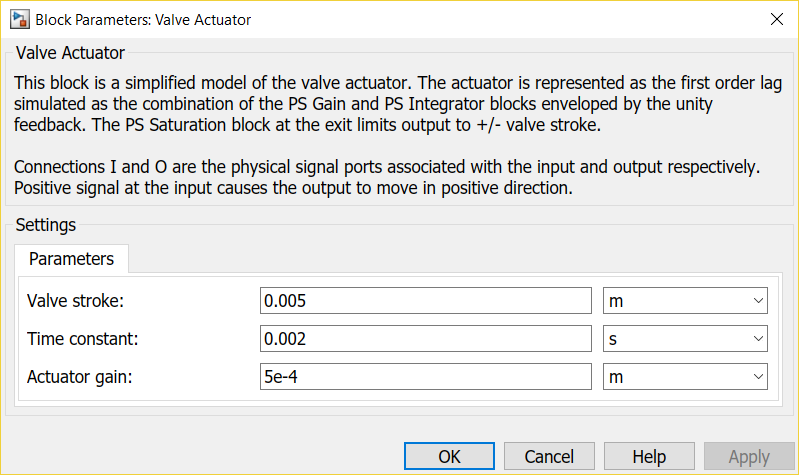 Block Parameters: Valve Actuator
Valve Actuator
This block is a simplified model of the valve actuator. The actuator is represented as the first order lag
simulated as the combination of the PS Gain and PS Integrator blocks enveloped by the unity
feedback. The PS Saturation block at the exit limits output to +/- valve stroke.
Connections I and O are the physical signal ports associated with the input and output respectively.
Positive signal at the input causes the output to move in positive direction.
Settings
Parameters
Valve stroke: 0.005 m
Time constant: 0.002 s
Actuator gain: 5e-4 m
OK Cancel Help Apply